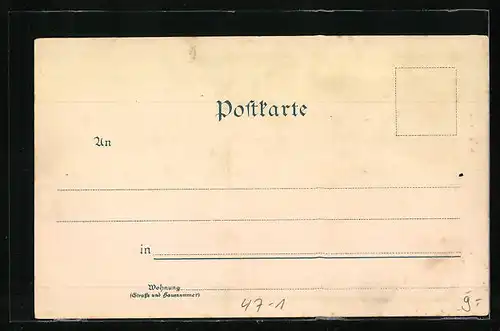 Postkarte
An
in
Wohnung
(Straße und Hausnummer)
47-1
9-